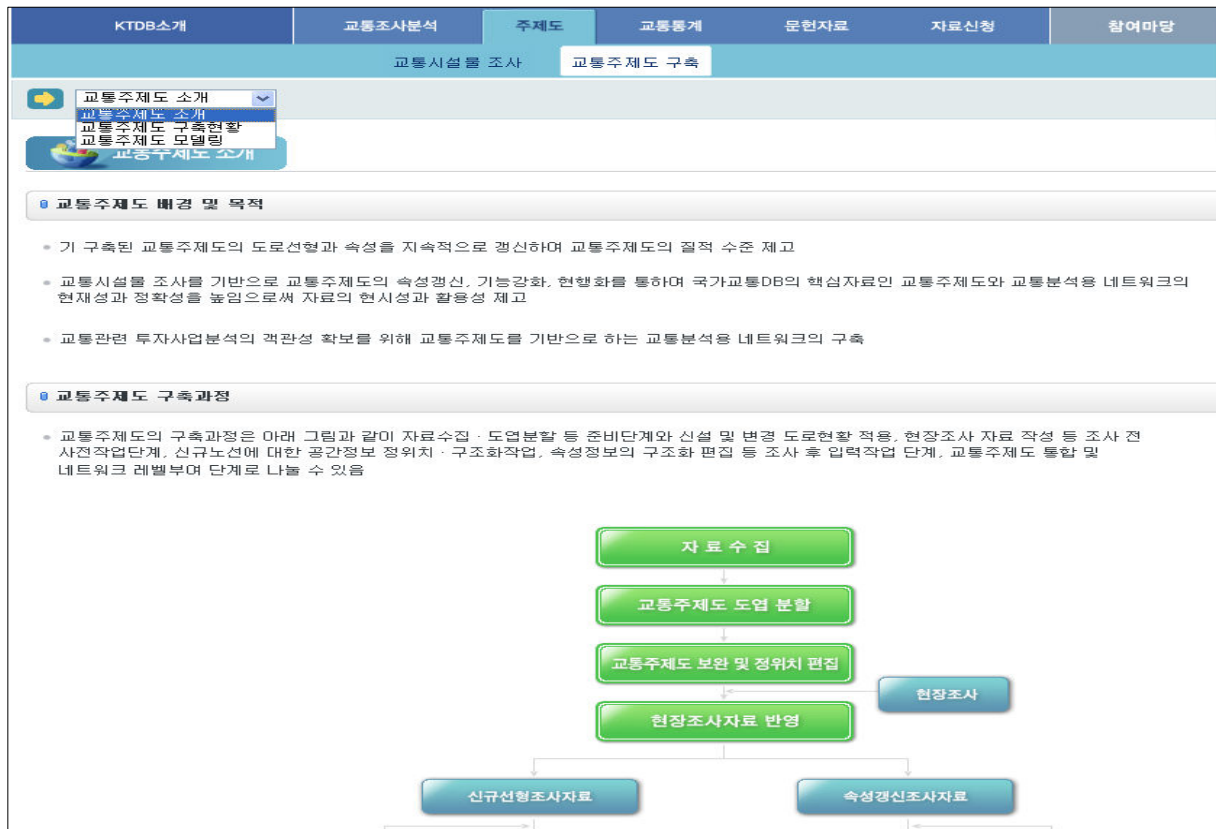 KTDB소개 교통조사분석 주제도 교통통계 문헌자료 자료신청 참여마당
교통시설물 조사 교통주제도 구축
교통주제도 소개
교통주제도 소개
교통주제도 구축현황
교통주제도 모델링
교통주제도 소개
교통주제도 배경 및 목적
기 구축된 교통주제도의 도로선형과 속성을 지속적으로 갱신하며 교통주제도의 질적 수준 제고
교통시설물 조사를 기반으로 교통주제도의 속성갱신, 기능강화, 현행화를 통하여 국가교통DB의 핵심자료인 교통주제도와 교통분석용 네트워크의
현재성과 정확성을 높임으로써 자료의 현시성과 활용성 제고
교통관련 투자사업분석의 객관성 확보를 위해 교통주제도를 기반으로 하는 교통분석용 네트워크의 구축
교통주제도 구축과정
교통주제도의 구축과정은 아래 그림과 같이 자료수집 · 도엽분할 등 준비단계와 신설 및 변경 도로현황 적용, 현장조사 자료 작성 등 조사 전
사전작업단계, 신규노선에 대한 공간정보 정위치 · 구조화작업, 속성정보의 구조화 편집 등 조사 후 입력작업 단계, 교통주제도 통합 및
네트워크 레벨부여 단계로 나눌 수 있음
자 료 수 집
교통주제도 도엽 분할
교통주제도 보완 및 정위치 편집
현장조사
현장조사자료 반영
신규선형조사자료 속성갱신조사자료